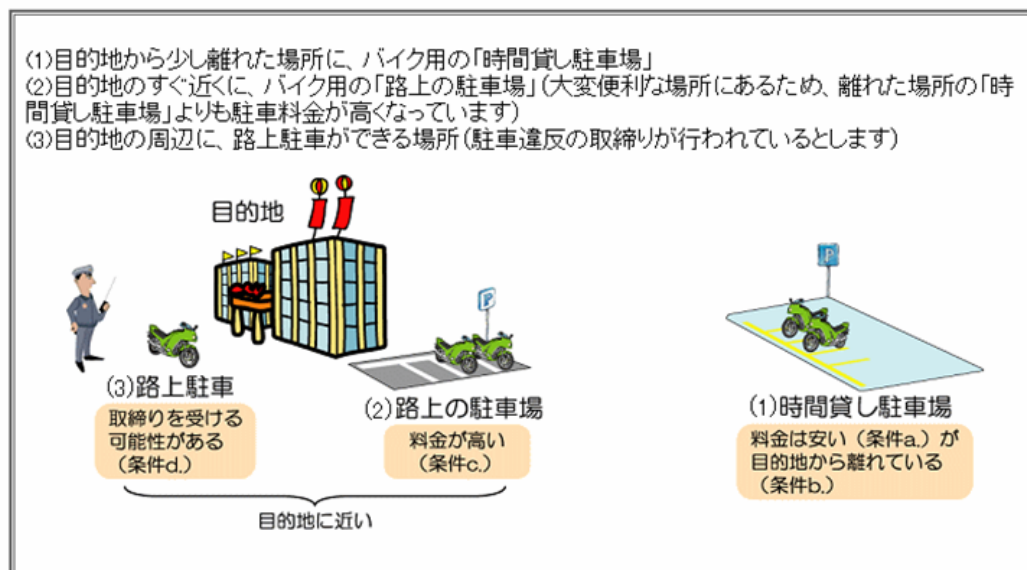 (1)目的地から少し離れた場所に、バイク用の「時間貸し駐車場」
(2)目的地のすぐ近くに、バイク用の「路上の駐車場」(大変便利な場所にあるため、離れた場所の「時
間貸し駐車場」よりも駐車料金が高くなっています)
(3)目的地の周辺に、路上駐車ができる場所(駐車違反の取締りが行われているとします)
目的地
P
P
(3)路上駐車
取締りを受ける
可能性がある
(条件d.)
(2)路上の駐車場
料金が高い
(条件c.)
(1)時間貸し駐車場
料金は安い(条件a.)が
目的地から離れている
(条件b.)
目的地に近い